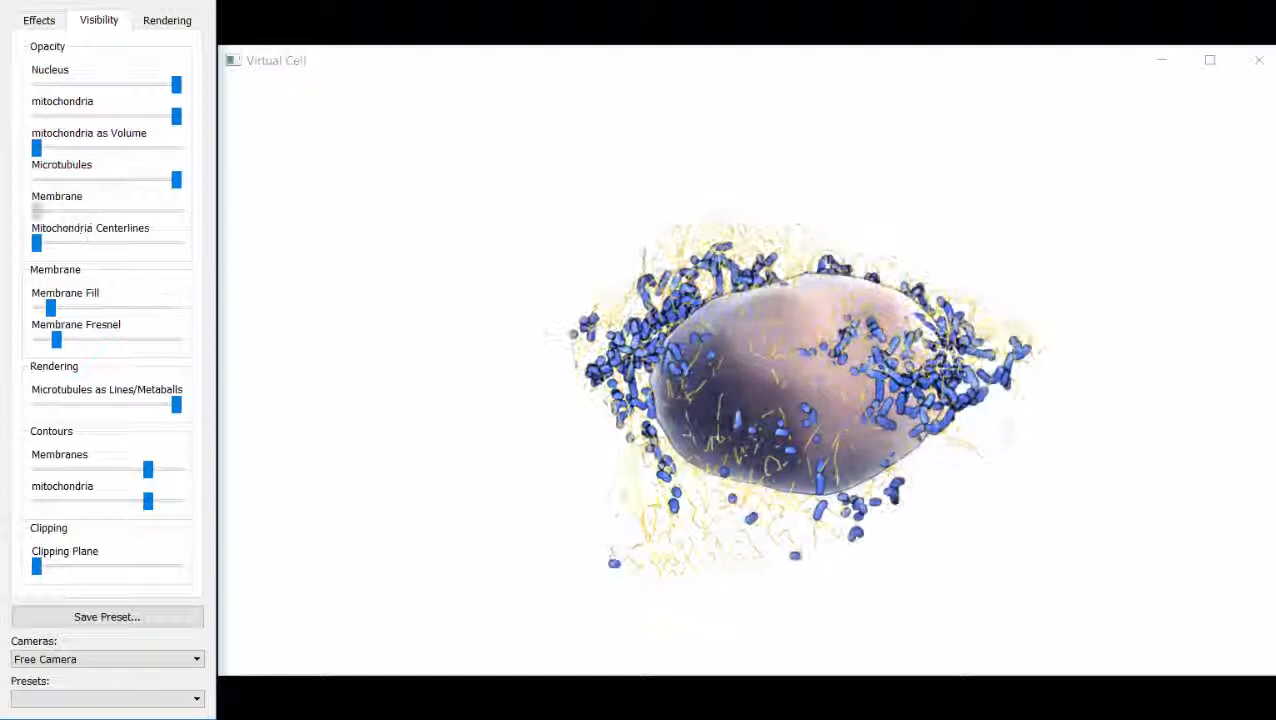 Effects Visibility Rendering
Opacity
Nucleus
mitochondria
mitochondria as Volume
Microtubules
Membrane
Mitochondria Centerlines
Membrane
Membrane Fill
Membrane Fresnel
Rendering
Microtubules as Lines/Metaballs
Contours
Membranes
mitochondria
Clipping
Clipping Plane
Save Preset...
Cameras:
Free Camera
Presets:
Virtual Cell